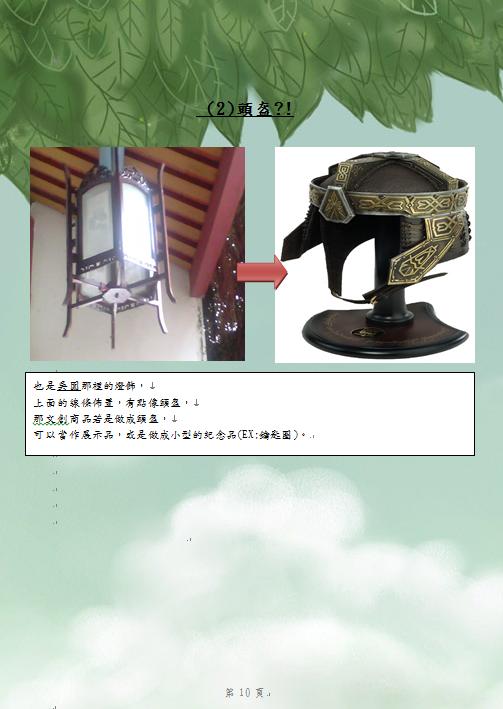 (2)頭盔?!
也是吳園那裡的燈飾，
上面的線條佈置，有點像頭盔，
那文創商品若是做成頭盔，
可以當作展示品，或是做成小型的紀念品(EX:鑰匙圈)。
第 10 頁